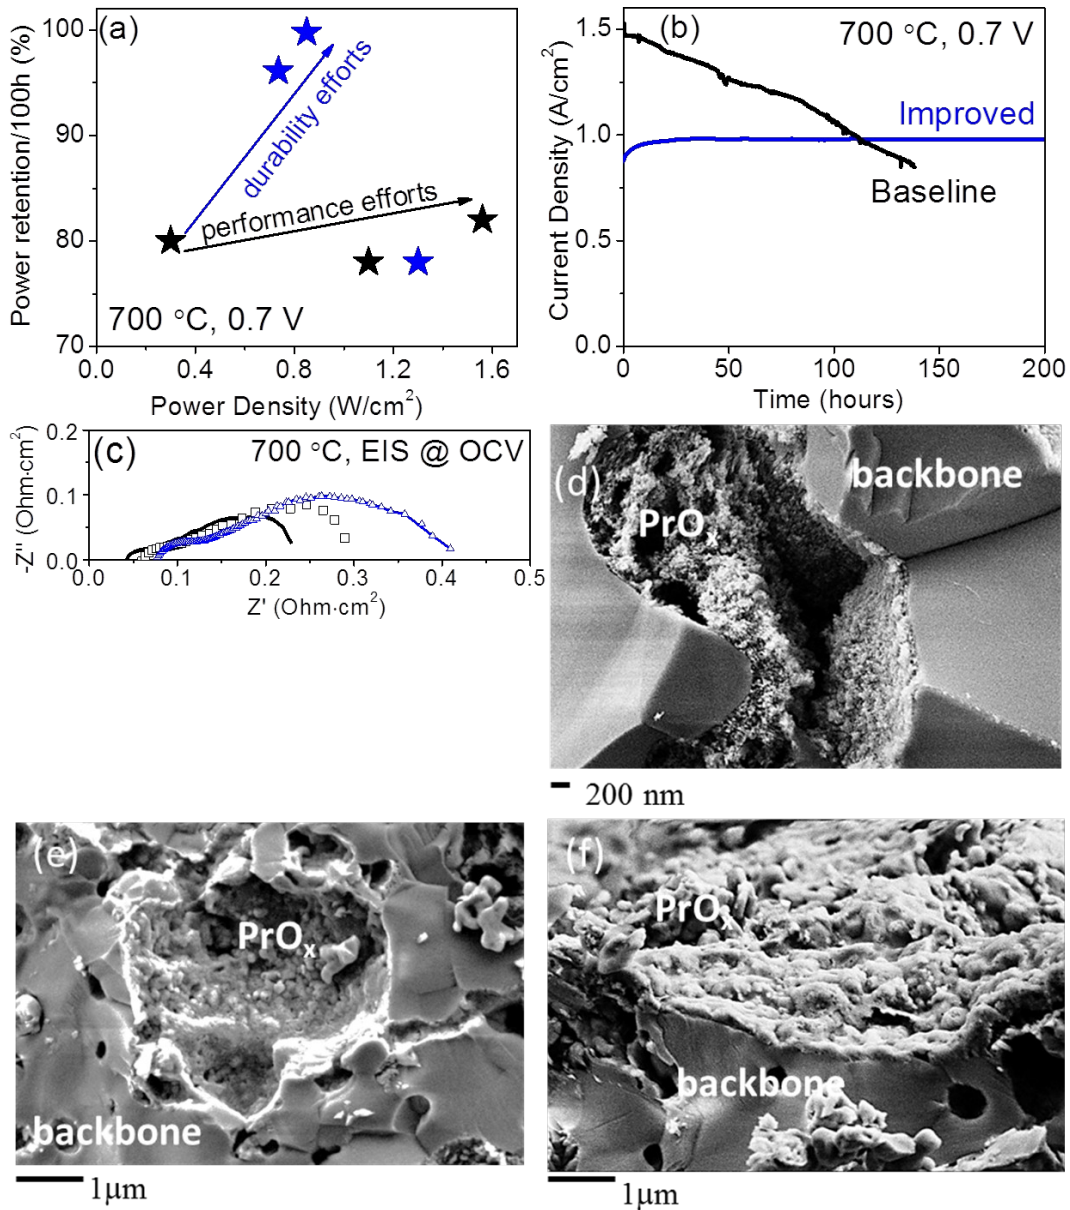 (a)
Power retention/100h (%)
100
90
80
70
durability efforts
performance efforts
700 °C, 0.7 V
0.0 0.4 0.8 1.2 1.6
Power Density (W/cm²)
(b)
700 °C, 0.7 V
Current Density (A/cm²)
1.5
1.0
0.5
0.0
Improved
Baseline
0 50 100 150 200
Time (hours)
(c)
700 °C, EIS @ OCV
-Z'' (Ohm·cm²)
0.2
0.1
0.0
0.0 0.1 0.2 0.3 0.4 0.5
Z' (Ohm·cm²)
(d)
backbone
PrOₓ
200 nm
(e)
PrOₓ
backbone
1μm
(f)
PrOₓ
backbone
1μm